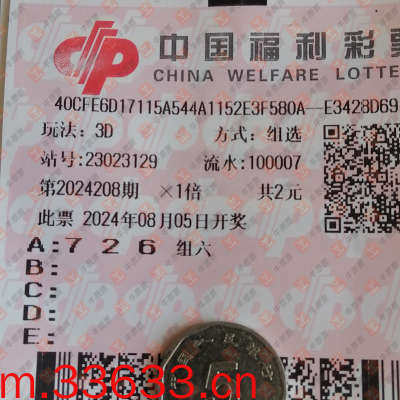 中国福利彩票
CHINA WELFARE LOTTE
40CFE6D17115A544A1152E3F580A—E3428D69
玩法:3D 方式:组选
站号:23023129 流水:100007
第2024208期 ×1倍 共2元
此票 2024年08月05日开奖
A:7 2 6 组六
B:
C:
D:
E:
m.33633.cn